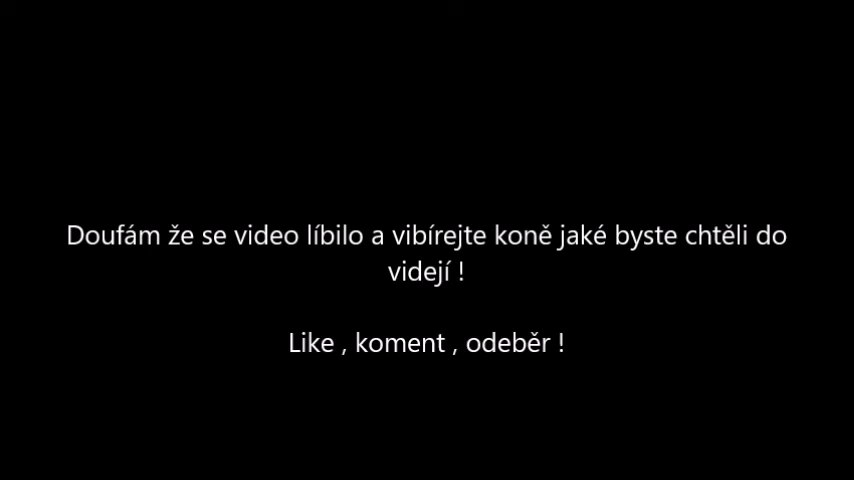 Doufám že se video líbilo a vibírejte koně jaké byste chtěli do
videjí !
Like , koment , odeběr !